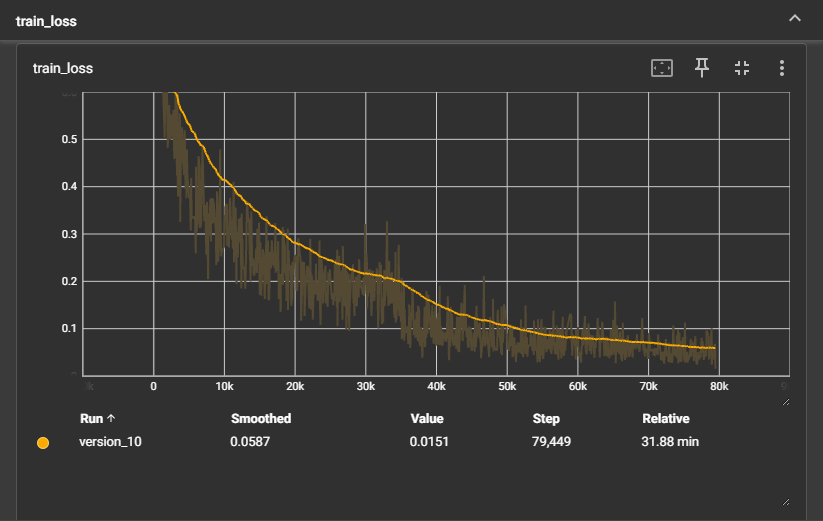 train_loss
train_loss
0.5
0.4
0.3
0.2
0.1
0 10k 20k 30k 40k 50k 60k 70k 80k
Run ↑ Smoothed Value Step Relative
version_10 0.0587 0.0151 79,449 31.88 min